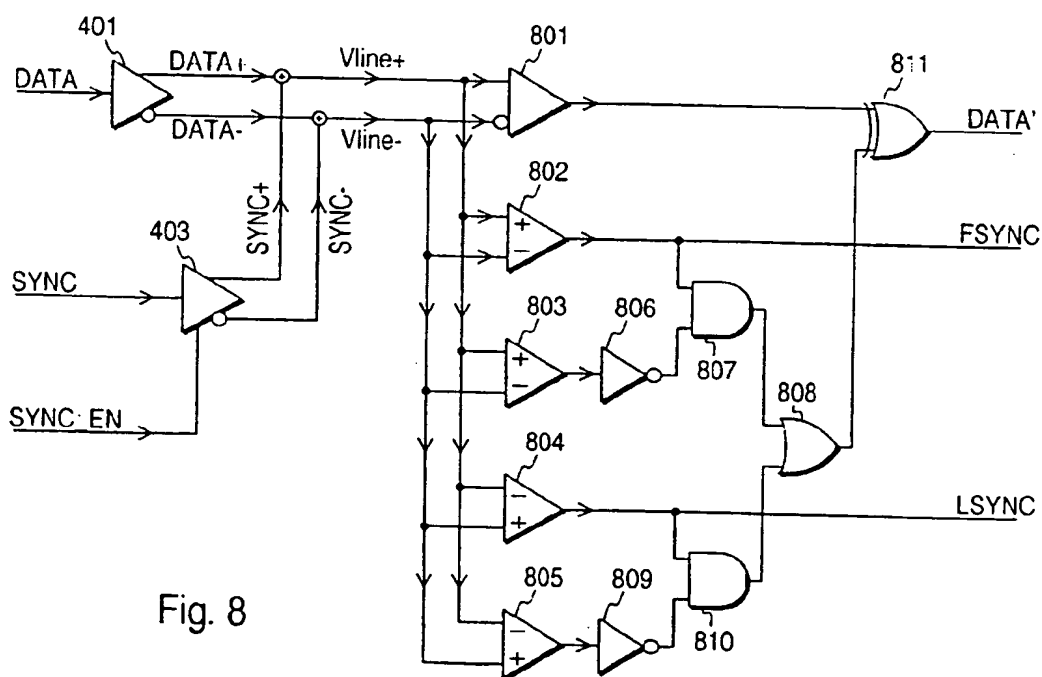 401
DATA
DATA+
DATA-
Vline+
Vline-
801
811
DATA'
SYNC+
SYNC-
802
+
−
FSYNC
403
SYNC
803
+
−
806
807
808
SYNC EN
804
−
+
LSYNC
805
−
+
809
810
Fig. 8